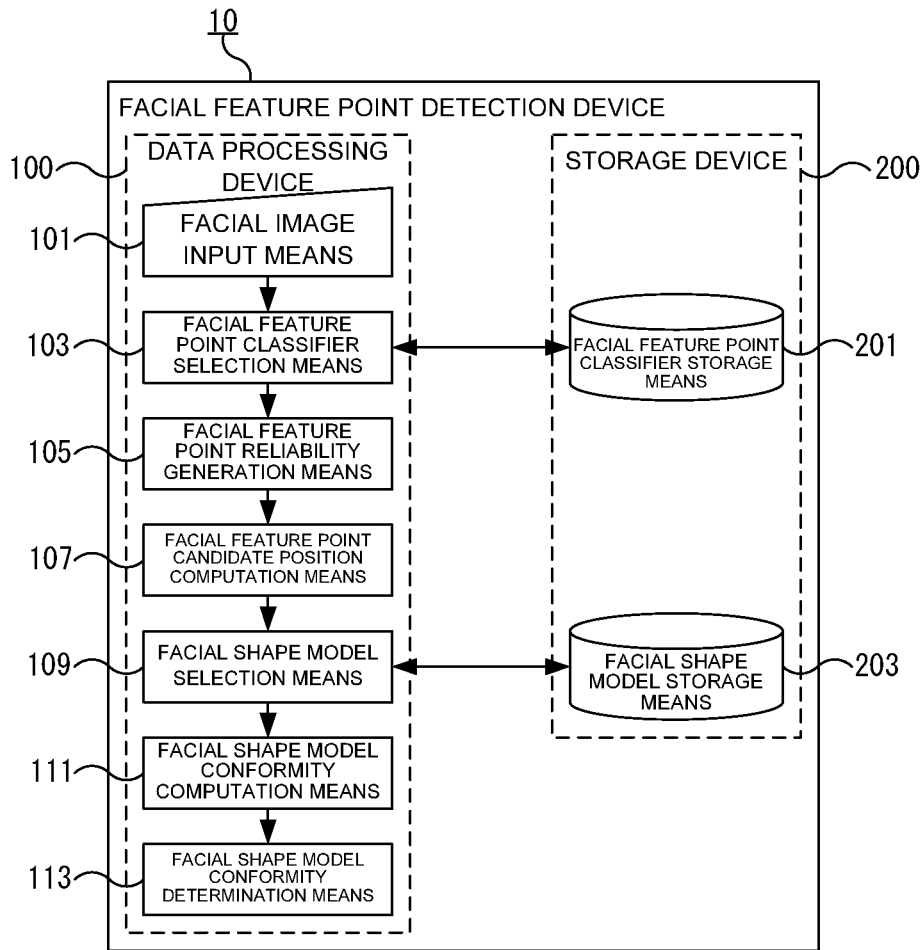 10
FACIAL FEATURE POINT DETECTION DEVICE
100
DATA PROCESSING
DEVICE
101
FACIAL IMAGE
INPUT MEANS
103
FACIAL FEATURE
POINT CLASSIFIER
SELECTION MEANS
105
FACIAL FEATURE
POINT RELIABILITY
GENERATION MEANS
107
FACIAL FEATURE POINT
CANDIDATE POSITION
COMPUTATION MEANS
109
FACIAL SHAPE MODEL
SELECTION MEANS
111
FACIAL SHAPE MODEL
CONFORMITY
COMPUTATION MEANS
113
FACIAL SHAPE MODEL
CONFORMITY
DETERMINATION MEANS
STORAGE DEVICE
200
FACIAL FEATURE POINT
CLASSIFIER STORAGE
MEANS
201
FACIAL SHAPE
MODEL STORAGE
MEANS
203